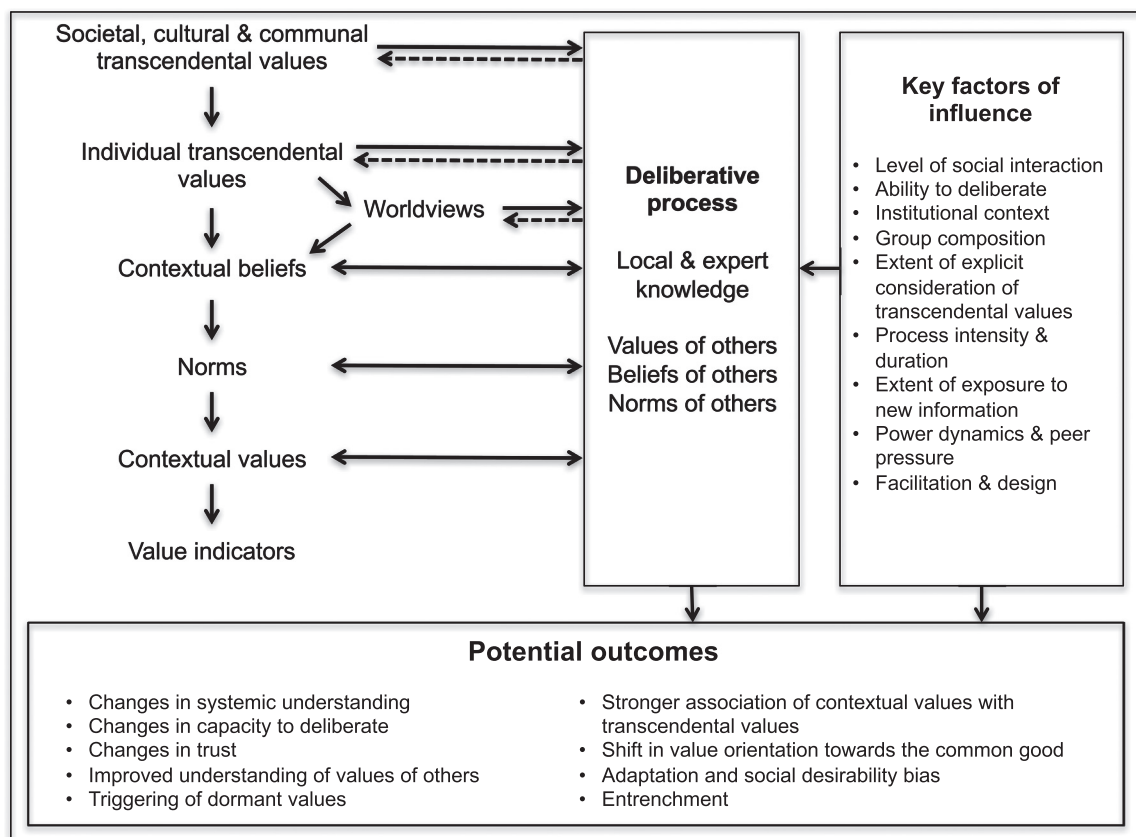 Societal, cultural & communal
transcendental values
Individual transcendental
values
Worldviews
Contextual beliefs
Norms
Contextual values
Value indicators
Deliberative
process
Local & expert
knowledge
Values of others
Beliefs of others
Norms of others
Key factors of
influence
• Level of social interaction
• Ability to deliberate
• Institutional context
• Group composition
• Extent of explicit
consideration of
transcendental values
• Process intensity &
duration
• Extent of exposure to
new information
• Power dynamics & peer
pressure
• Facilitation & design
Potential outcomes
• Changes in systemic understanding
• Changes in capacity to deliberate
• Changes in trust
• Improved understanding of values of others
• Triggering of dormant values
• Stronger association of contextual values with
transcendental values
• Shift in value orientation towards the common good
• Adaptation and social desirability bias
• Entrenchment